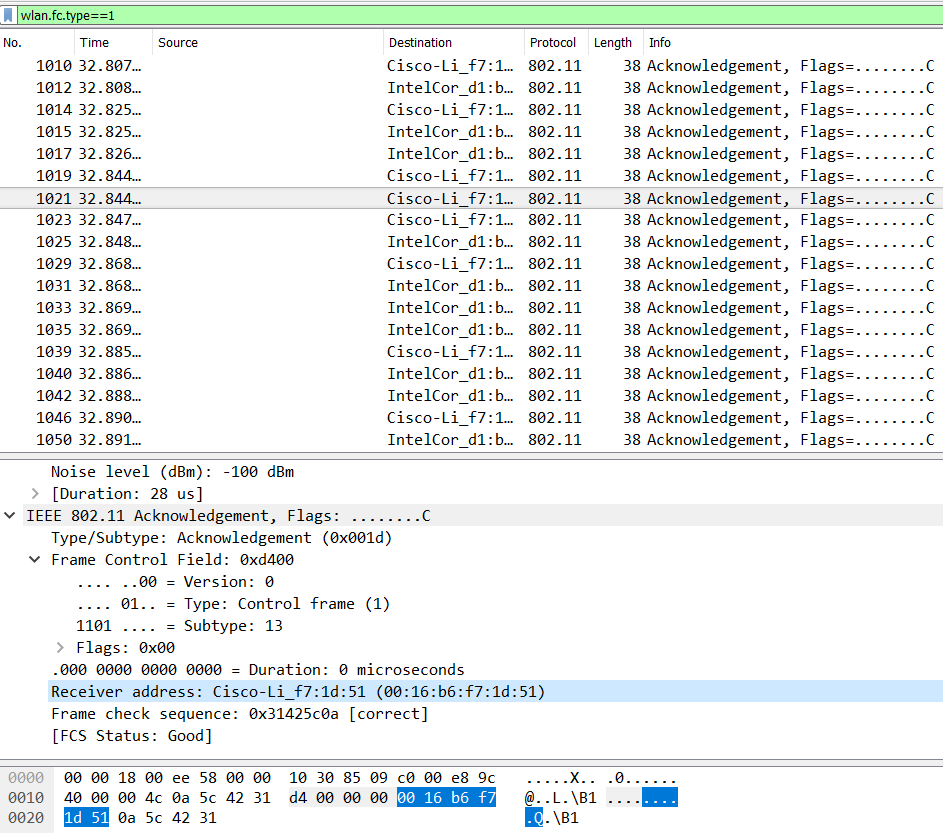 wlan.fc.type==1
No. Time Source Destination Protocol Length Info
1010 32.807… Cisco-Li_f7:1… 802.11 38 Acknowledgement, Flags=........C
1012 32.808… IntelCor_d1:b… 802.11 38 Acknowledgement, Flags=........C
1014 32.825… Cisco-Li_f7:1… 802.11 38 Acknowledgement, Flags=........C
1015 32.825… IntelCor_d1:b… 802.11 38 Acknowledgement, Flags=........C
1017 32.826… IntelCor_d1:b… 802.11 38 Acknowledgement, Flags=........C
1019 32.844… Cisco-Li_f7:1… 802.11 38 Acknowledgement, Flags=........C
1021 32.844… Cisco-Li_f7:1… 802.11 38 Acknowledgement, Flags=........C
1023 32.847… Cisco-Li_f7:1… 802.11 38 Acknowledgement, Flags=........C
1025 32.848… IntelCor_d1:b… 802.11 38 Acknowledgement, Flags=........C
1029 32.868… Cisco-Li_f7:1… 802.11 38 Acknowledgement, Flags=........C
1031 32.868… IntelCor_d1:b… 802.11 38 Acknowledgement, Flags=........C
1033 32.869… IntelCor_d1:b… 802.11 38 Acknowledgement, Flags=........C
1035 32.869… IntelCor_d1:b… 802.11 38 Acknowledgement, Flags=........C
1039 32.885… Cisco-Li_f7:1… 802.11 38 Acknowledgement, Flags=........C
1040 32.886… IntelCor_d1:b… 802.11 38 Acknowledgement, Flags=........C
1042 32.888… IntelCor_d1:b… 802.11 38 Acknowledgement, Flags=........C
1046 32.890… Cisco-Li_f7:1… 802.11 38 Acknowledgement, Flags=........C
1050 32.891… IntelCor_d1:b… 802.11 38 Acknowledgement, Flags=........C
Noise level (dBm): -100 dBm
[Duration: 28 us]
IEEE 802.11 Acknowledgement, Flags: ........C
Type/Subtype: Acknowledgement (0x001d)
Frame Control Field: 0xd400
.... ..00 = Version: 0
.... 01.. = Type: Control frame (1)
1101 .... = Subtype: 13
Flags: 0x00
.000 0000 0000 0000 = Duration: 0 microseconds
Receiver address: Cisco-Li_f7:1d:51 (00:16:b6:f7:1d:51)
Frame check sequence: 0x31425c0a [correct]
[FCS Status: Good]
0000 00 00 18 00 ee 58 00 00 10 30 85 09 c0 00 e8 9c .....X.. .0......
0010 40 00 00 4c 0a 5c 42 31 d4 00 00 00 00 16 b6 f7 @..L.\B1 ........
0020 1d 51 0a 5c 42 31 .Q.\B1